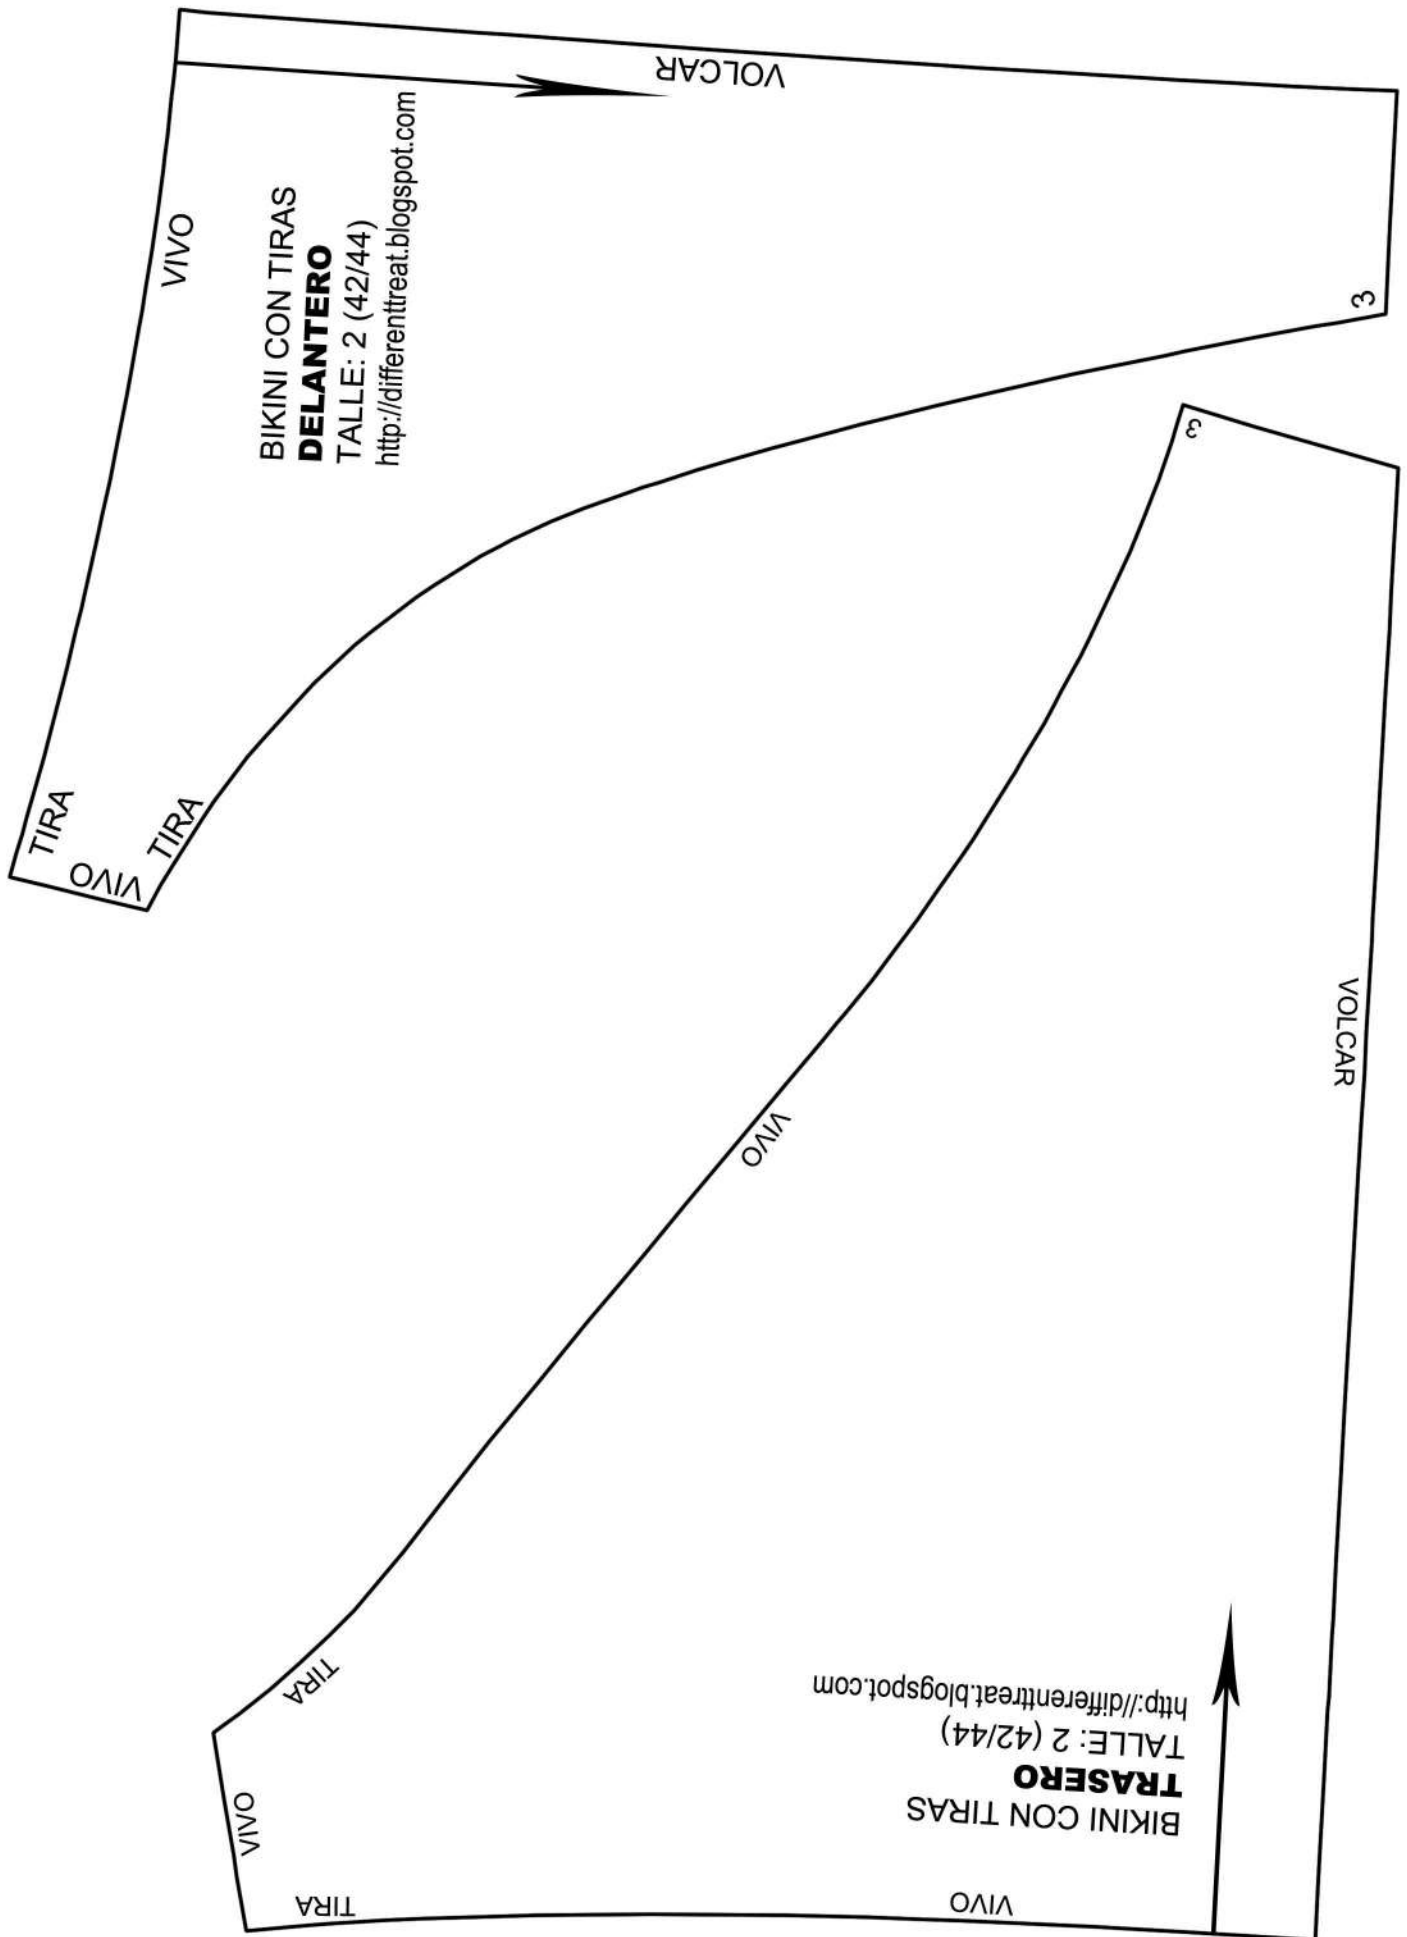 VOLCAR
VIVO
BIKINI CON TIRAS
DELANTERO
TALLE: 2 (42/44)
http://differenttreat.blogspot.com
3
TIRA
TIRA
VIVO
3
VOLCAR
VIVO
TIRA
VIVO
TIRA
VIVO
BIKINI CON TIRAS
TRASERO
TALLE: 2 (42/44)
http://differenttreat.blogspot.com